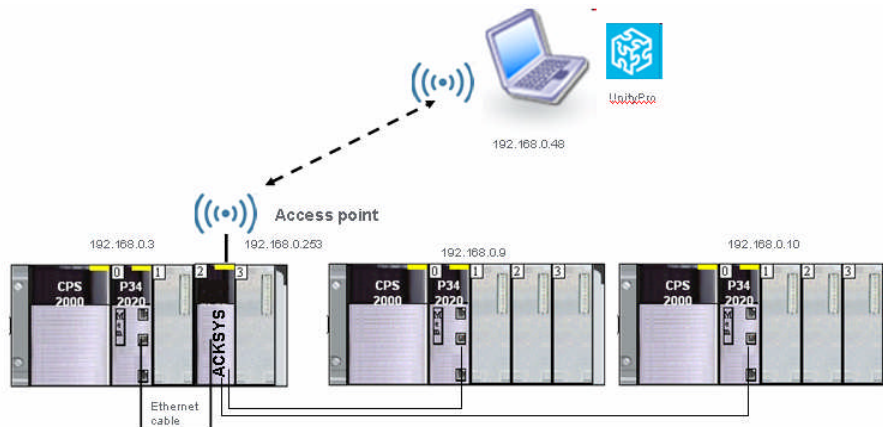 UnityPro
192.168.0.48
Access point
192.168.0.3
192.168.0.253
192.168.0.9
192.168.0.10
CPS
2000
0
P34
2020
1
2
3
ACKSYS
CPS
2000
0
P34
2020
1
2
3
CPS
2000
0
P34
2020
1
2
3
Ethernet
cable